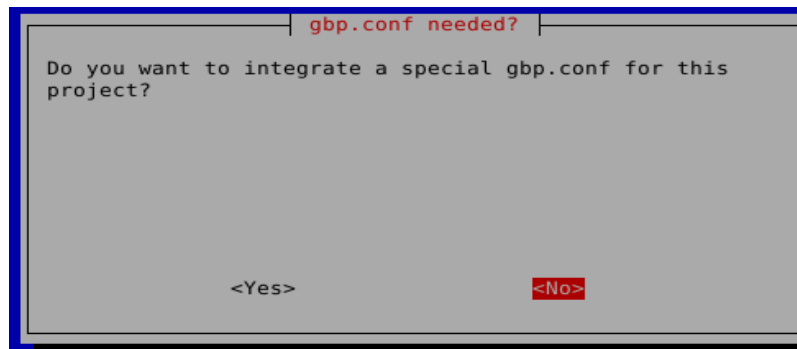 gbp.conf needed?
Do you want to integrate a special gbp.conf for this
project?
<Yes> <No>